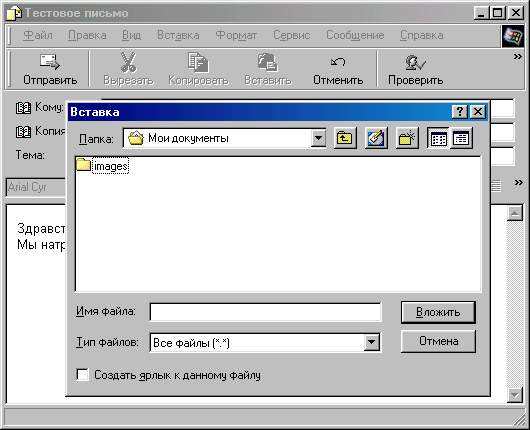 Тестовое письмо
Файл Правка Вид Вставка Формат Сервис Сообщение Справка
Отправить Вырезать Копировать Вставить Отменить Проверить
Кому:
Копия
Тема:
Arial Cyr
Здравст
Мы натр
Вставка
Папка: Мои документы
images
Имя файла: Вложить
Тип файлов: Все файлы (*.*) Отмена
Создать ярлык к данному файлу